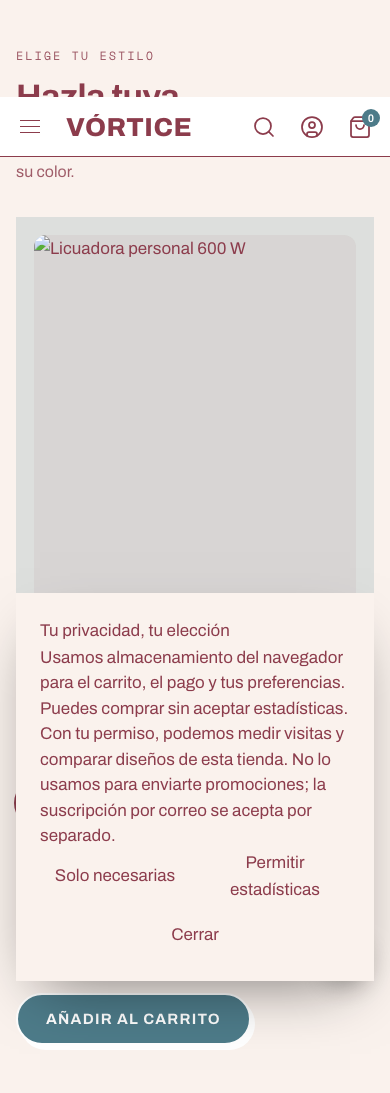 ELIGE TU ESTILO
Hazla tuya
VÓRTICE
0
su color.
Licuadora personal 600 W
Tu privacidad, tu elección
Usamos almacenamiento del navegador
para el carrito, el pago y tus preferencias.
Puedes comprar sin aceptar estadísticas.
Con tu permiso, podemos medir visitas y
comparar diseños de esta tienda. No lo
usamos para enviarte promociones; la
suscripción por correo se acepta por
separado.
Solo necesarias
Permitir
estadísticas
Cerrar
AÑADIR AL CARRITO